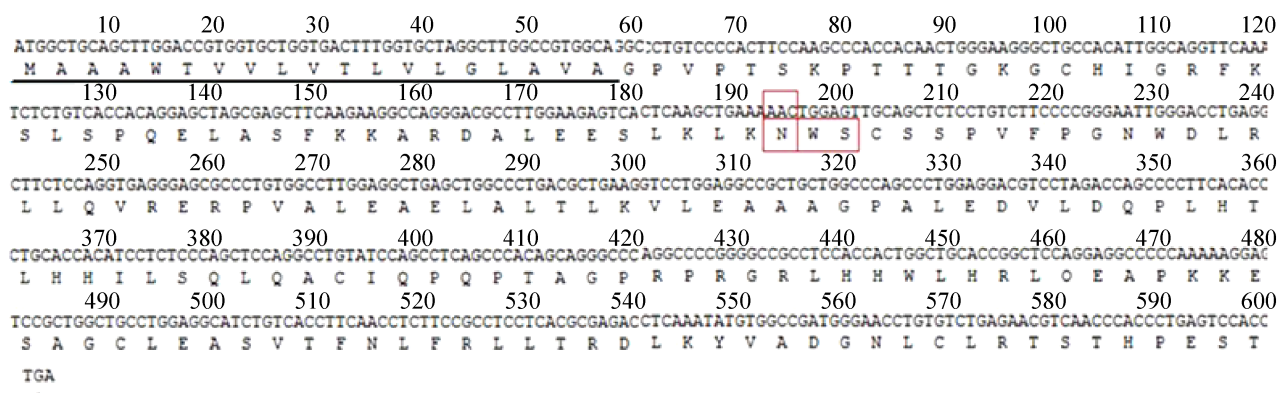 10 20 30 40 50 60 70 80 90 100 110 120
ATGGCTGCAGCTTGGACCGTGGTGCTGGTGACTTTGGTGCTAGGCTTGGCCGTGGCAGGCCCTGTCCCCACTTCCAAGCCCACCACAACTGGGAAGGGCTGCCACATTGGCAGGTTCAAA
M A A A W T V V L V T L V L G L A V A G P V P T S K P T T T G K G C H I G R F K
130 140 150 160 170 180 190 200 210 220 230 240
TCTCTGTCACCACAGGAGCTAGCGAGCTTCAAGAAGGCCAGGGACGCCTTGGAAGAGTCACTCAAGCTGAAAAACTGGAGTTGCAGCTCTCCTGTCTTCCCCGGGAATTGGGACCTGAGG
S L S P Q E L A S F K K A R D A L E E S L K L K N W S C S S P V F P G N W D L R
250 260 270 280 290 300 310 320 330 340 350 360
CTTCTCCAGGTGAGGGAGCGCCCTGTGGCCTTGGAGGCTGAGCTGGCCCTGACGCTGAAGGTCCTGGAGGCCGCTGCTGGCCCAGCCCTGGAGGACGTCCTAGACCAGCCCCTTCACACC
L L Q V R E R P V A L E A E L A L T L K V L E A A A G P A L E D V L D Q P L H T
370 380 390 400 410 420 430 440 450 460 470 480
CTGCACCACATCCTCTCCCAGCTCCAGGCCTGTATCCAGCCTCAGCCCACAGCAGGGCCCAGGCCCCGGGGCCGCCTCCACCACTGGCTGCACCGGCTCCAGGAGGCCCCCAAAAAGGAG
L H H I L S Q L Q A C I Q P Q P T A G P R P R G R L H H W L H R L Q E A P K K E
490 500 510 520 530 540 550 560 570 580 590 600
TCCGCTGGCTGCCTGGAGGCATCTGTCACCTTCAACCTCTTCCGCCTCCTCACGCGAGACCTCAAATATGTGGCCGATGGGAACCTGTGTCTGAGAACGTCAACCCACCCTGAGTCCACC
S A G C L E A S V T F N L F R L L T R D L K Y V A D G N L C L R T S T H P E S T
TGA